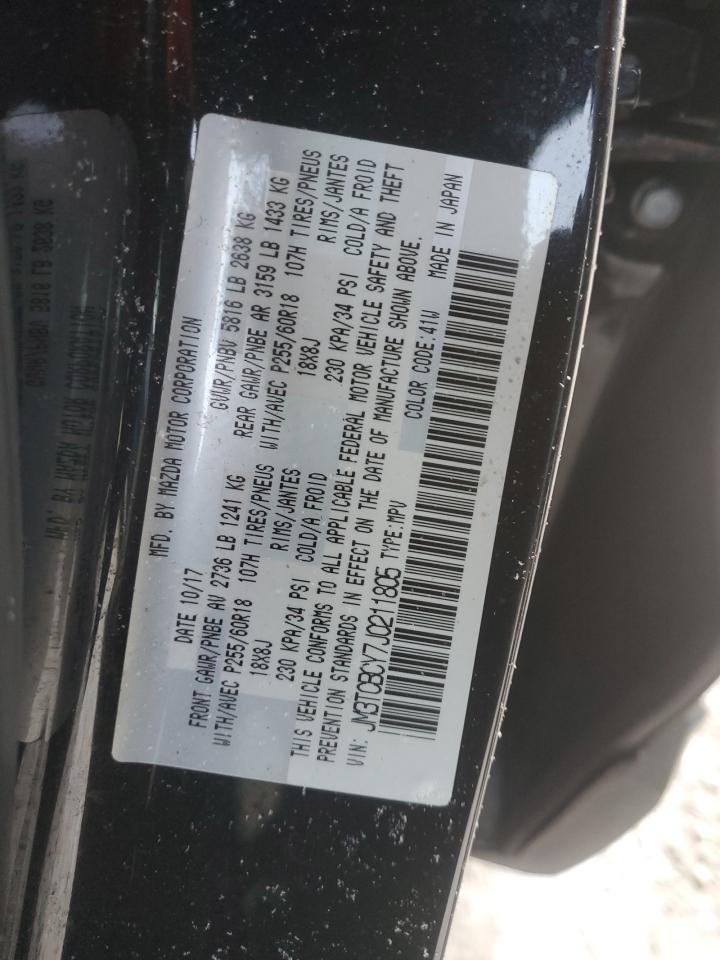 MFD. BY MAZDA MOTOR CORPORATION
DATE 10/17 GVWR/PNBV 5816 LB 2638 KG
FRONT GAWR/PNBE AV 2736 LB 1241 KG REAR GAWR/PNBE AR 3159 LB 1433 KG
WITH/AVEC P255/60R18 107H TIRES/PNEUS WITH/AVEC P255/60R18 107H TIRES/PNEUS
18X8J RIMS/JANTES 18X8J RIMS/JANTES
230 KPA/34 PSI COLD/A FROID 230 KPA/34 PSI COLD/A FROID
THIS VEHICLE CONFORMS TO ALL APPLICABLE FEDERAL MOTOR VEHICLE SAFETY AND THEFT
PREVENTION STANDARDS IN EFFECT ON THE DATE OF MANUFACTURE SHOWN ABOVE.
VIN: JM3TCBCY7J0211805 TYPE:MPV COLOR CODE:41W MADE IN JAPAN